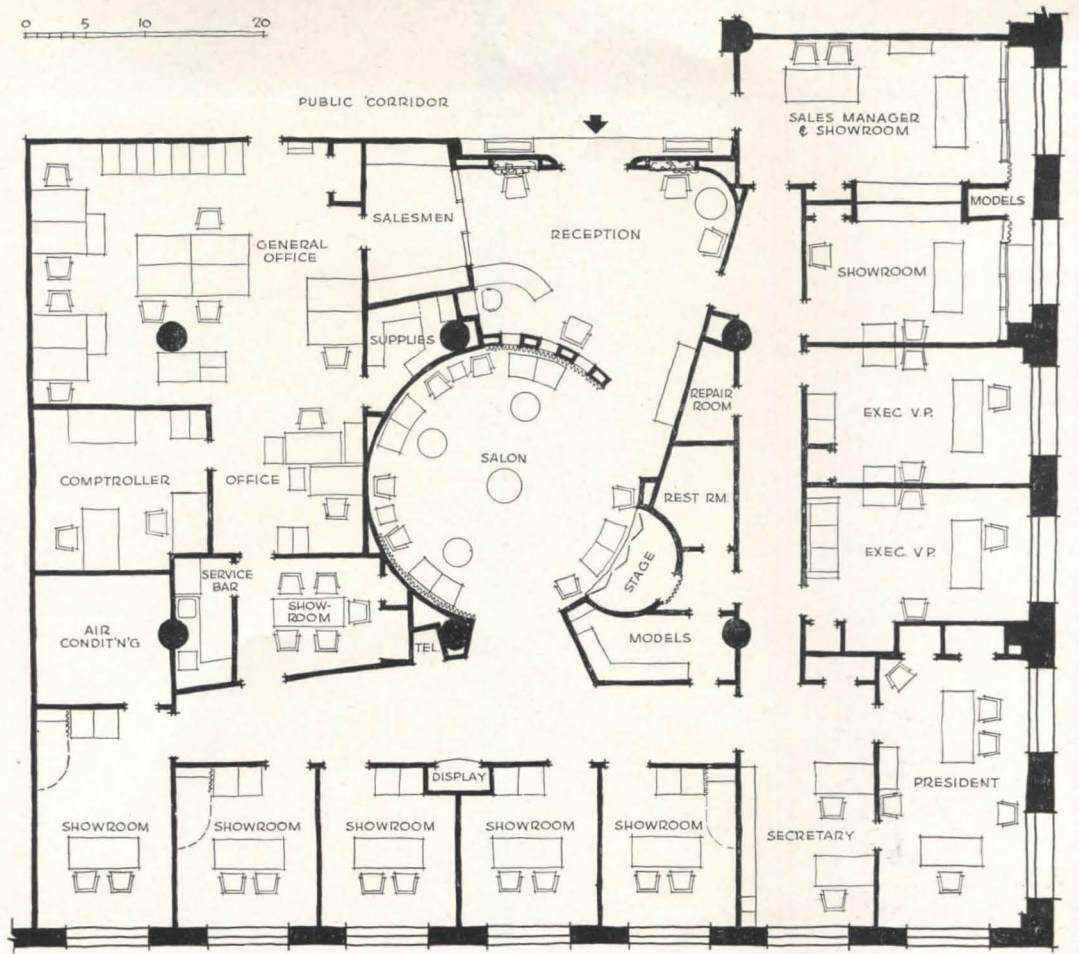 0 5 10 20
PUBLIC CORRIDOR
SALES MANAGER
& SHOWROOM
MODELS
SALESMEN
RECEPTION
GENERAL
OFFICE
SHOWROOM
SUPPLIES
REPAIR
ROOM
EXEC V.P.
SALON
COMPTROLLER
OFFICE
REST RM.
EXEC. V.P.
STAGE
SERVICE
BAR
SHOW-
ROOM
AIR
CONDIT'N'G
TEL.
MODELS
DISPLAY
PRESIDENT
SHOWROOM
SHOWROOM
SHOWROOM
SHOWROOM
SHOWROOM
SECRETARY